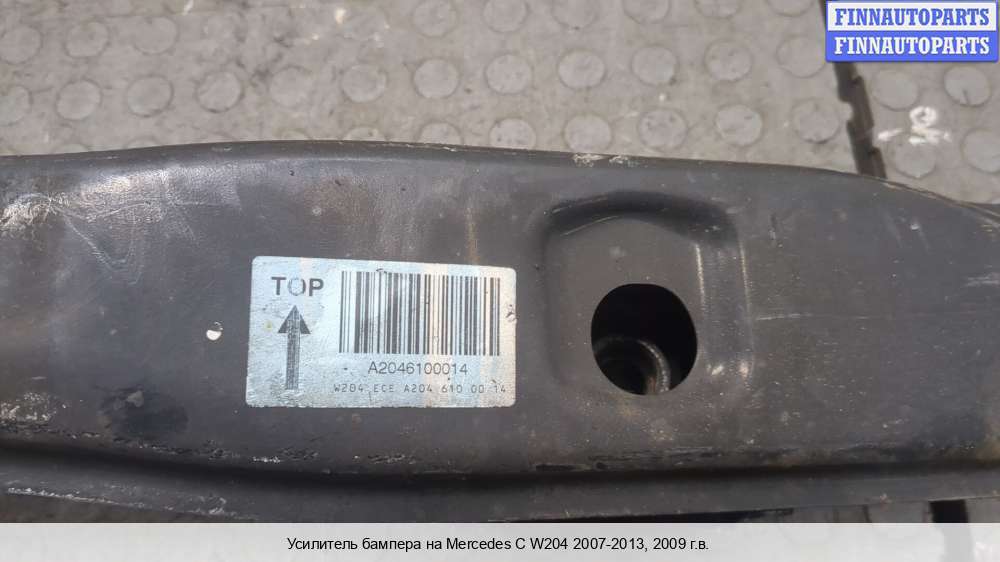 FINNAUTOPARTS
FINNAUTOPARTS
TOP
A2046100014
W204 ECE A204 610 00 14
Усилитель бампера на Mercedes C W204 2007-2013, 2009 г.в.